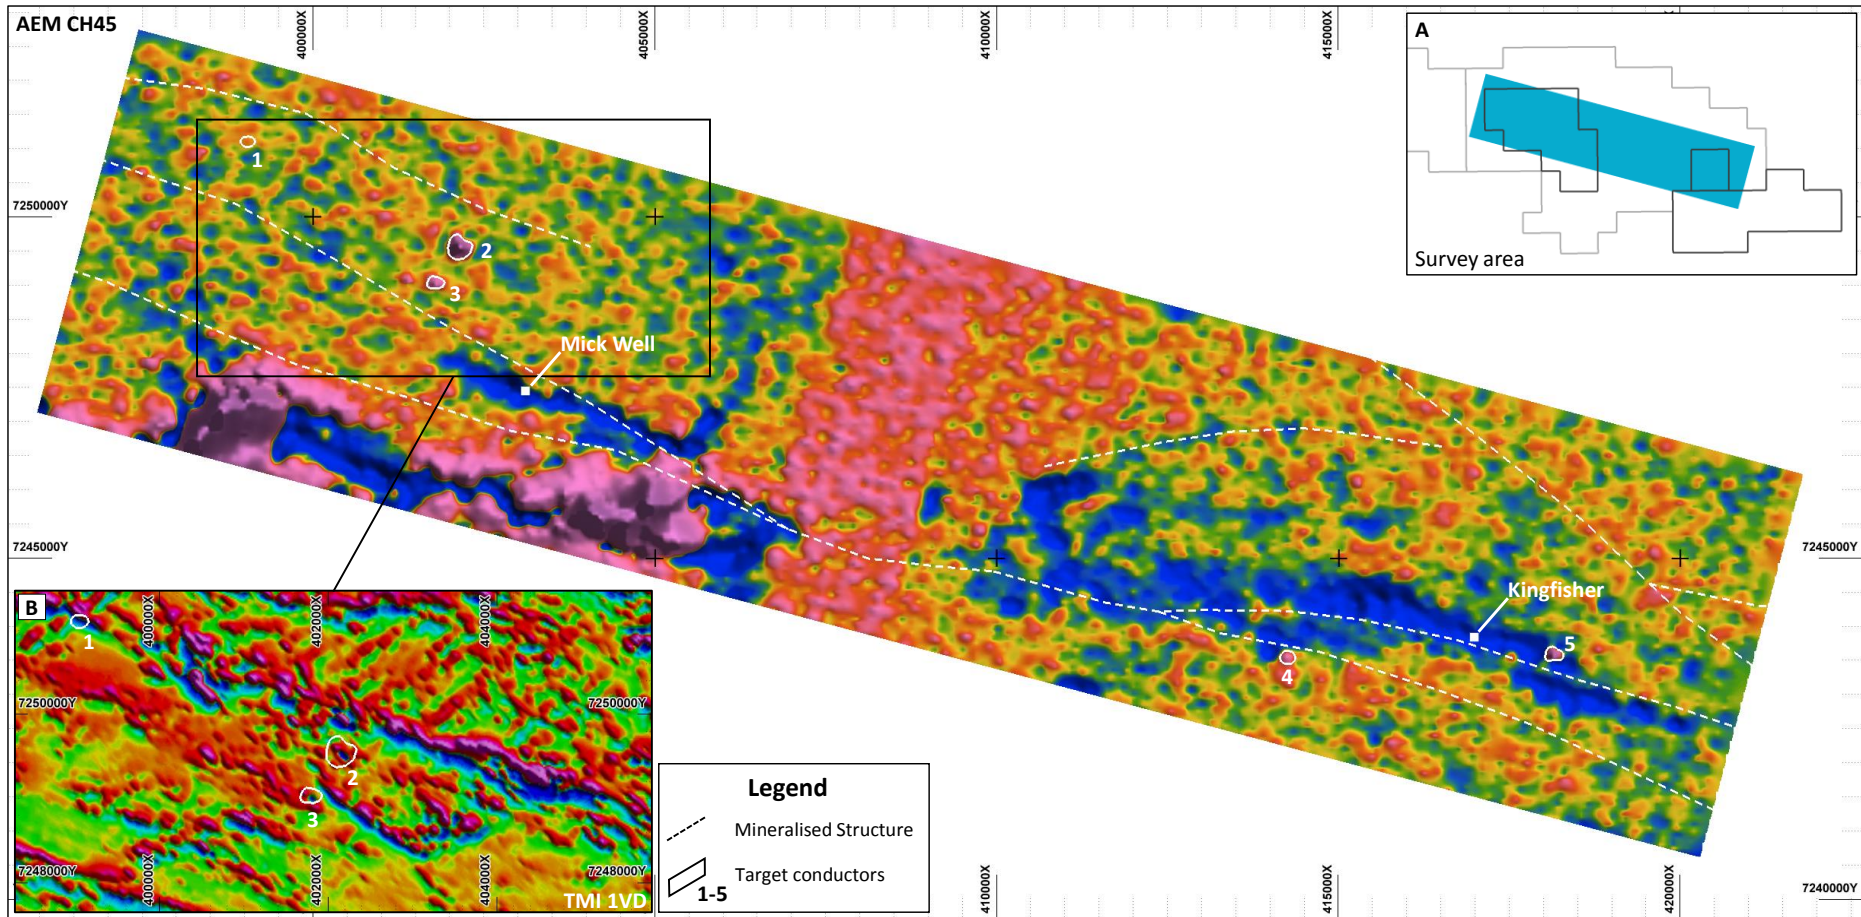 AEM CH45
400000X
405000X
410000X
415000X
X
A
Survey area
1
7250000Y
2
3
Mick Well
7245000Y
7245000Y
Kingfisher
5
4
B
1
400000X
402000X
404000X
7250000Y
7250000Y
2
3
7248000Y
400000X
402000X
404000X
7248000Y
TMI 1VD
Legend
Mineralised Structure
Target conductors
1-5
410000X
415000X
420000X
7240000Y